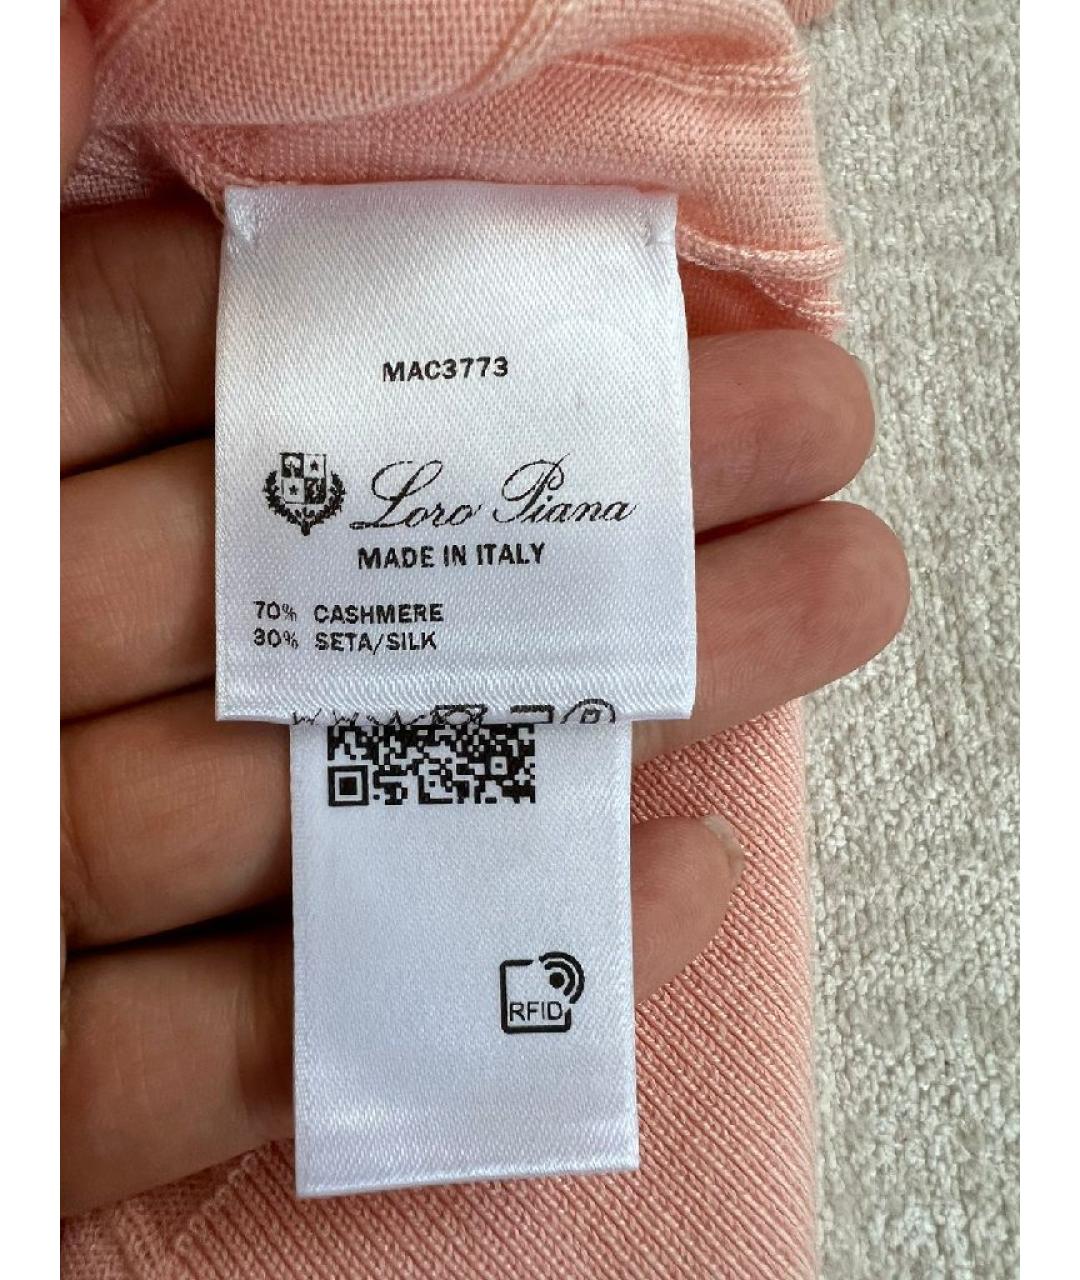 MAC3773
Loro Piana
MADE IN ITALY
70% CASHMERE
30% SETA/SILK
P
RFID